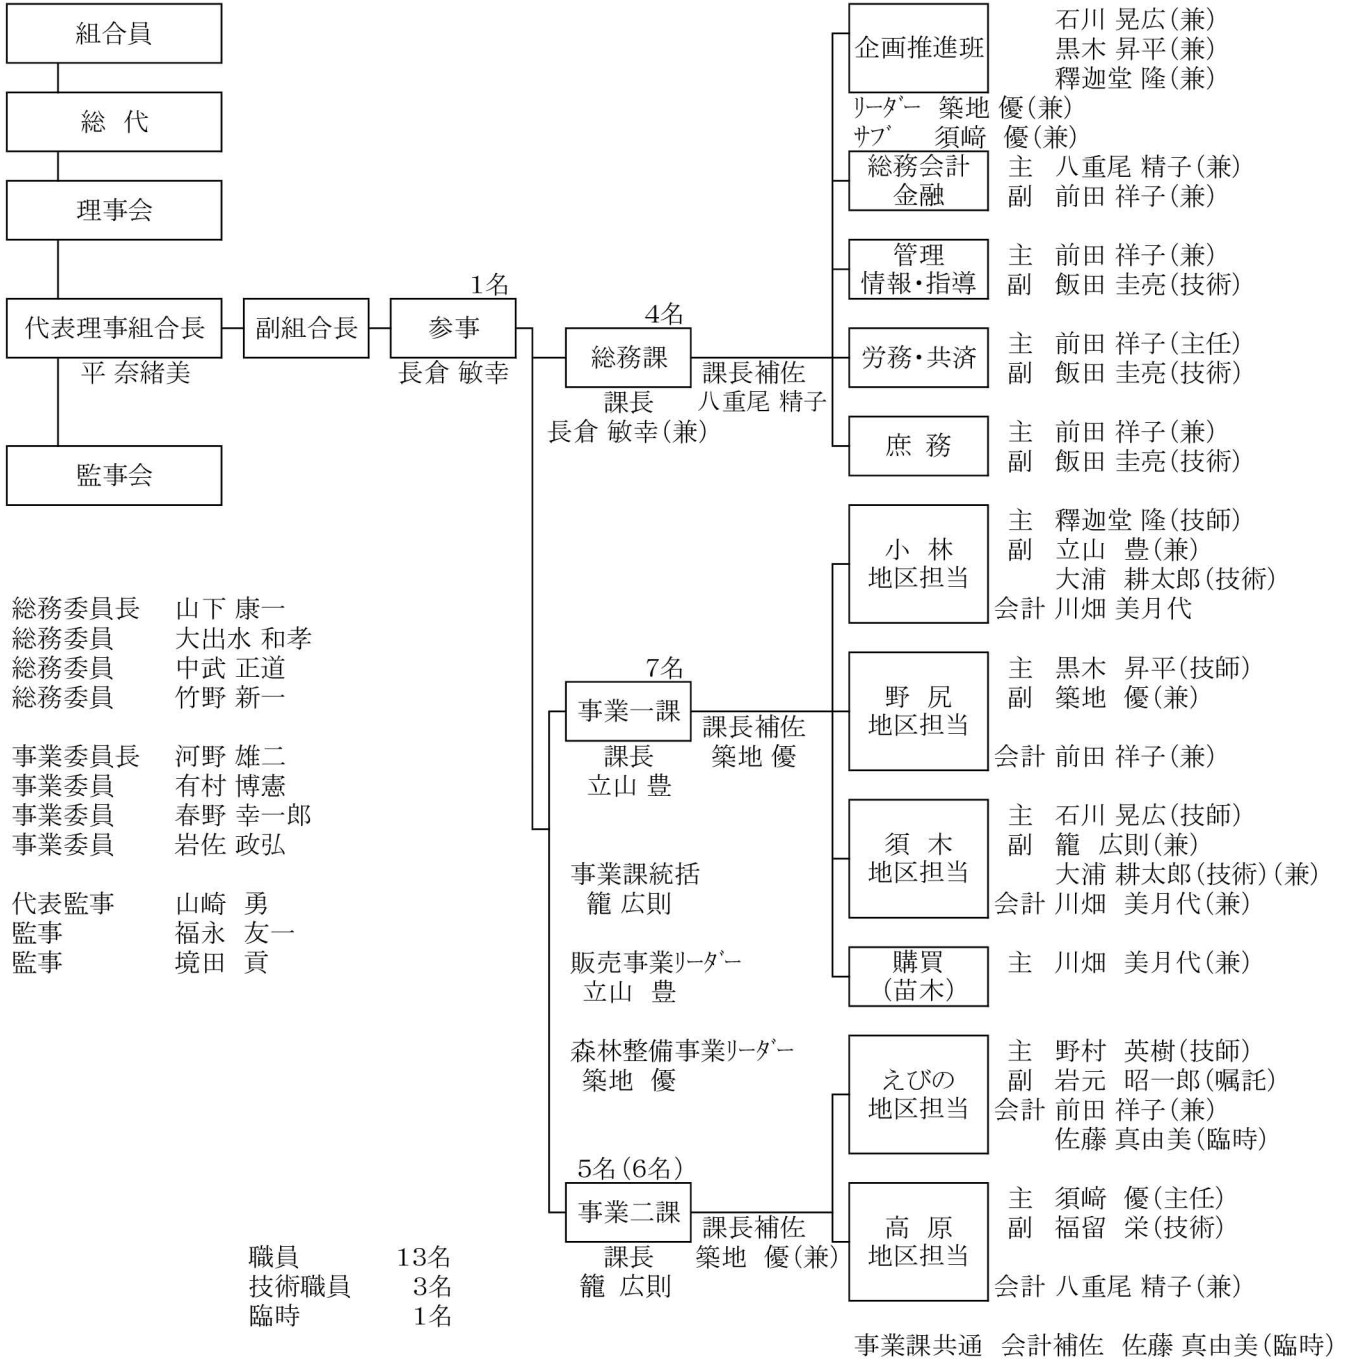 組合員
総 代
理事会
代表理事組合長
平 奈緒美
監事会
副組合長
1名
参事
長倉 敏幸
4名
総務課
課長
長倉 敏幸(兼)
課長補佐
八重尾 精子
企画推進班
石川 晃広(兼)
黒木 昇平(兼)
釋迦堂 隆(兼)
ﾘｰﾀﾞｰ 築地 優(兼)
ｻﾌﾞ 須﨑 優(兼)
総務会計
金融
主 八重尾 精子(兼)
副 前田 祥子(兼)
管理
情報・指導
主 前田 祥子(兼)
副 飯田 圭亮(技術)
労務・共済
主 前田 祥子(主任)
副 飯田 圭亮(技術)
庶 務
主 前田 祥子(兼)
副 飯田 圭亮(技術)
7名
事業一課
課長
立山 豊
課長補佐
築地 優
小 林
地区担当
主 釋迦堂 隆(技師)
副 立山 豊(兼)
大浦 耕太郎(技術)
会計 川畑 美月代
野 尻
地区担当
主 黒木 昇平(技師)
副 築地 優(兼)
会計 前田 祥子(兼)
須 木
地区担当
主 石川 晃広(技師)
副 籠 広則(兼)
大浦 耕太郎(技術)(兼)
会計 川畑 美月代(兼)
購買
(苗木)
主 川畑 美月代(兼)
事業課統括
籠 広則
販売事業ﾘｰﾀﾞｰ
立山 豊
森林整備事業ﾘｰﾀﾞｰ
築地 優
5名(6名)
事業二課
課長
籠 広則
課長補佐
築地 優(兼)
えびの
地区担当
主 野村 英樹(技師)
副 岩元 昭一郎(嘱託)
会計 前田 祥子(兼)
佐藤 真由美(臨時)
高 原
地区担当
主 須﨑 優(主任)
副 福留 栄(技術)
会計 八重尾 精子(兼)
事業課共通 会計補佐 佐藤 真由美(臨時)
総務委員長 山下 康一
総務委員 大出水 和孝
総務委員 中武 正道
総務委員 竹野 新一
事業委員長 河野 雄二
事業委員 有村 博憲
事業委員 春野 幸一郎
事業委員 岩佐 政弘
代表監事 山崎 勇
監事 福永 友一
監事 境田 貢
職員 13名
技術職員 3名
臨時 1名